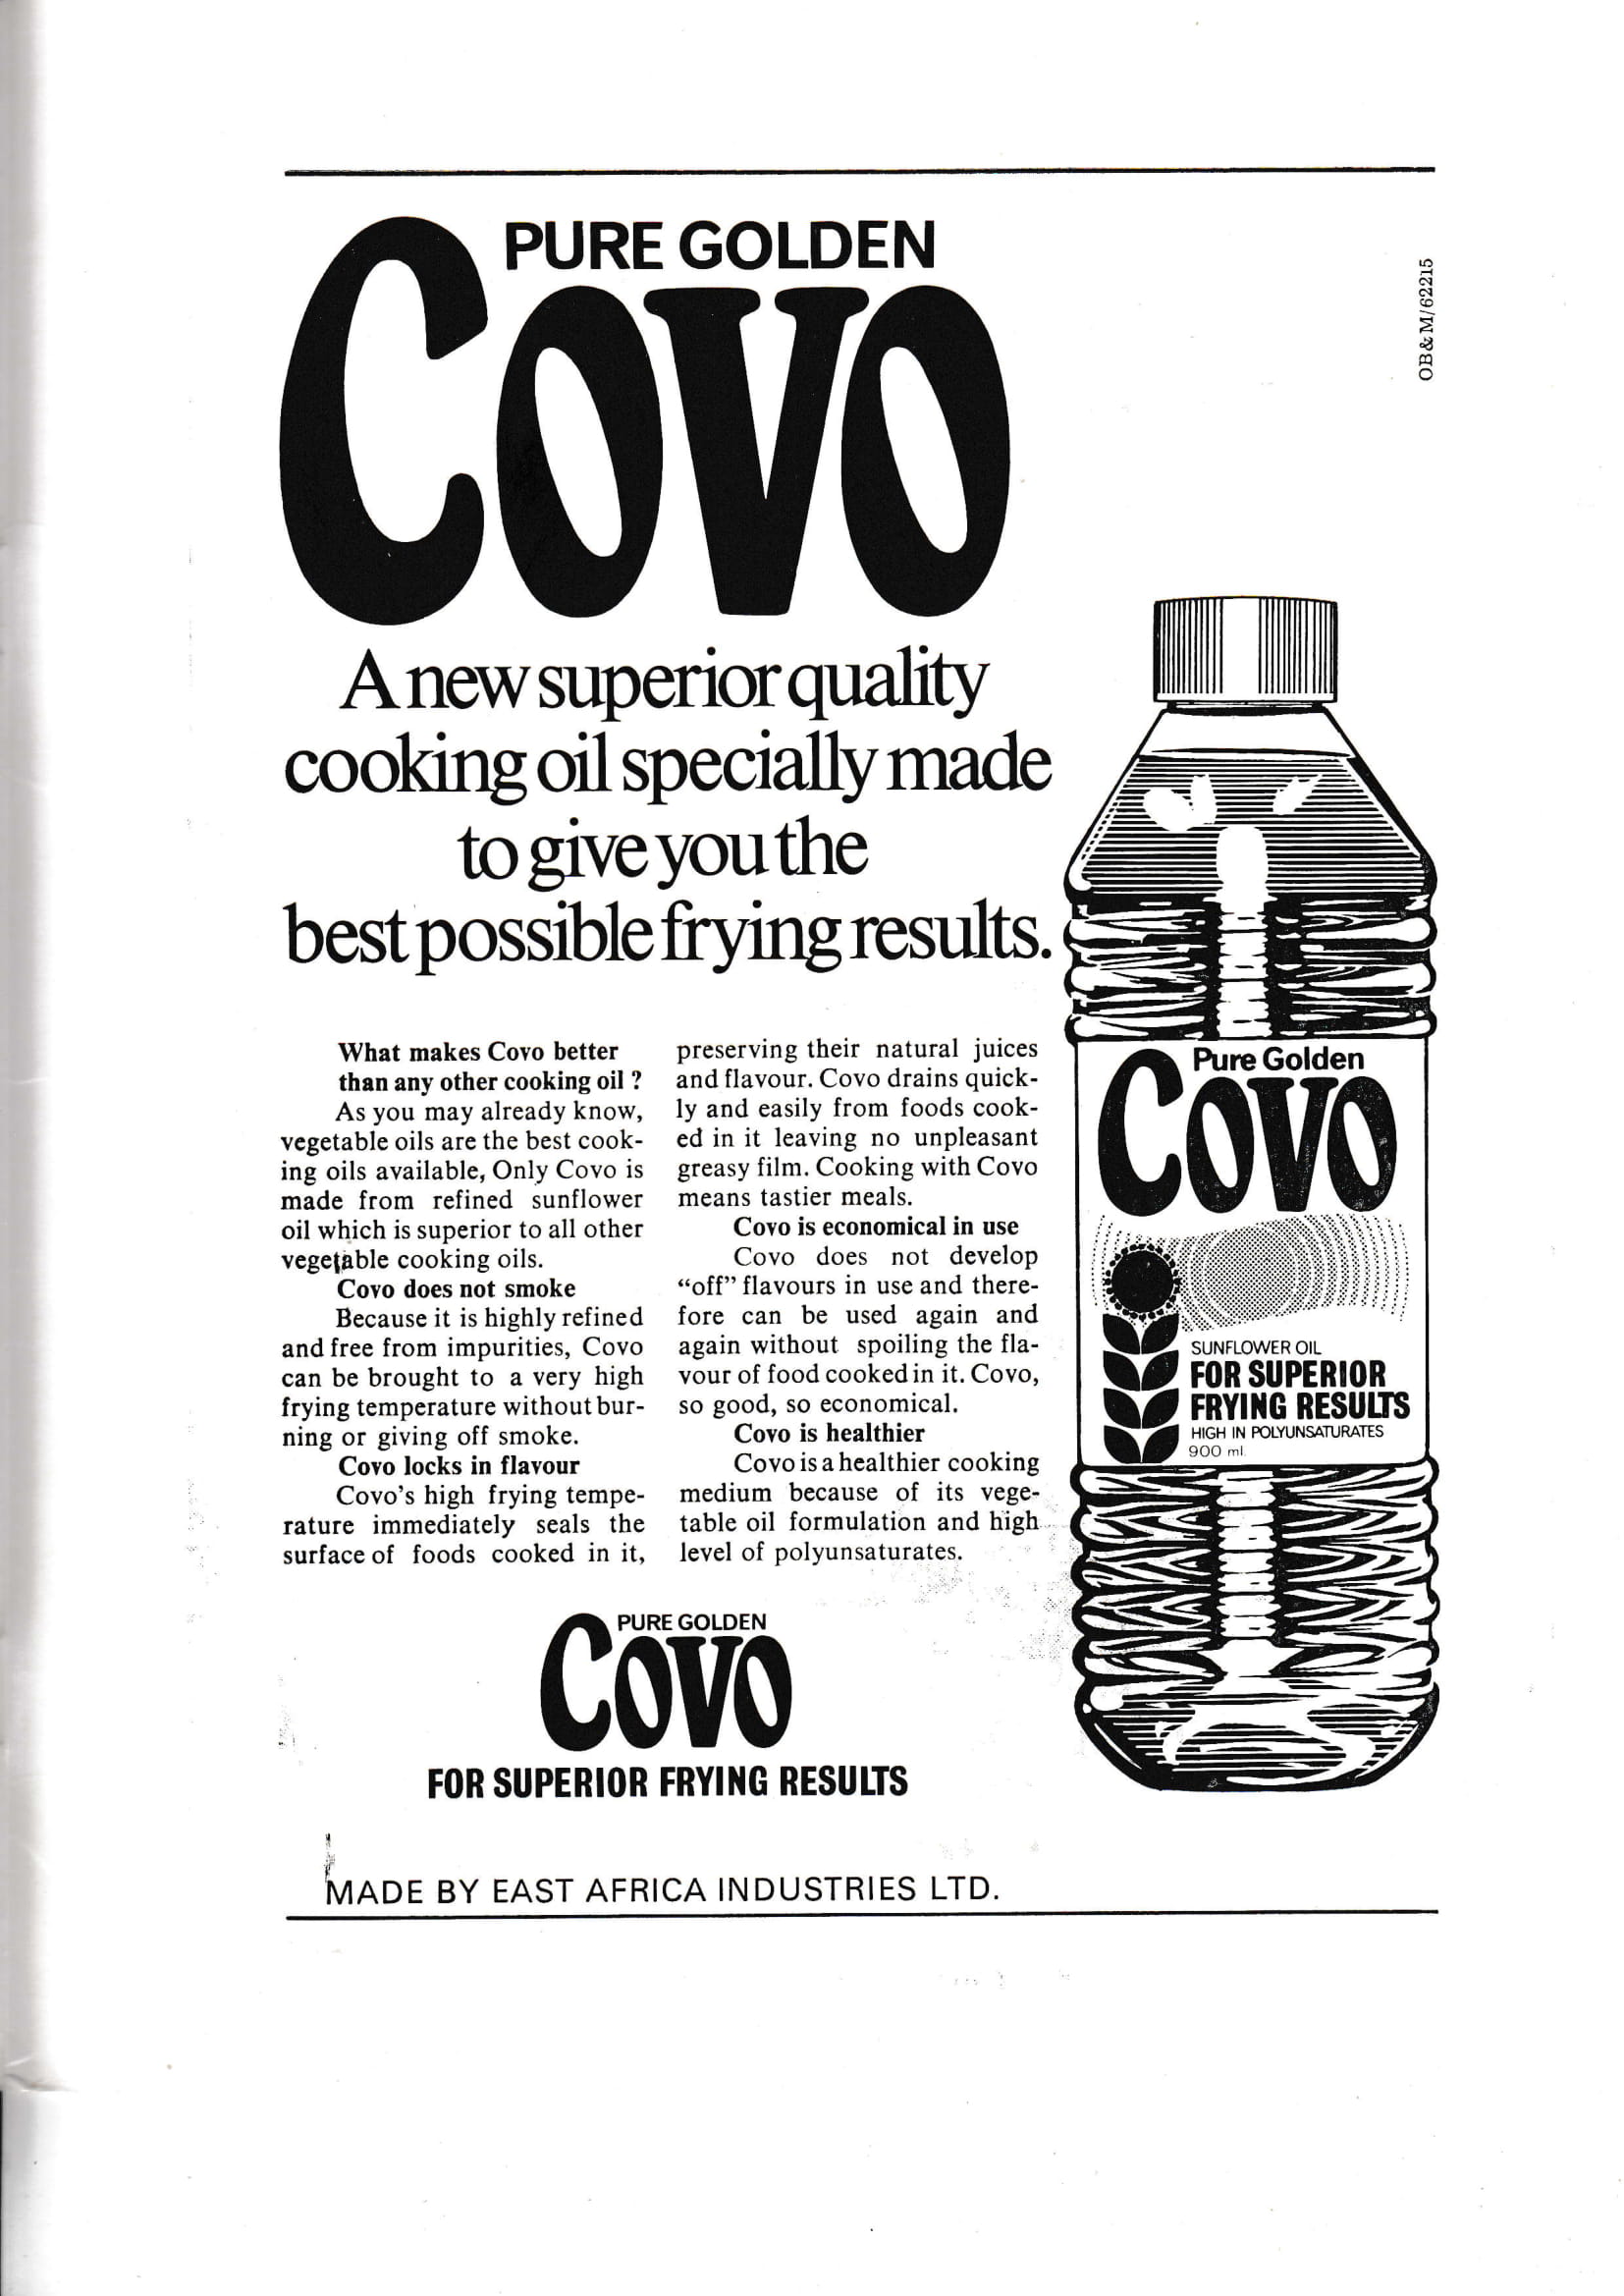 PURE GOLDEN
COVO
OB&M/62215
A new superior quality
cooking oil specially made
to give you the
best possible frying results.
What makes Covo better
than any other cooking oil ?
As you may already know,
vegetable oils are the best cook-
ing oils available, Only Covo is
made from refined sunflower
oil which is superior to all other
vegetable cooking oils.
Covo does not smoke
Because it is highly refined
and free from impurities, Covo
can be brought to a very high
frying temperature without bur-
ning or giving off smoke.
Covo locks in flavour
Covo's high frying tempe-
rature immediately seals the
surface of foods cooked in it,
preserving their natural juices
and flavour. Covo drains quick-
ly and easily from foods cook-
ed in it leaving no unpleasant
greasy film. Cooking with Covo
means tastier meals.
Covo is economical in use
Covo does not develop
“off” flavours in use and there-
fore can be used again and
again without spoiling the fla-
vour of food cooked in it. Covo,
so good, so economical.
Covo is healthier
Covo is a healthier cooking
medium because of its vege-
table oil formulation and high
level of polyunsaturates.
Pure Golden
COVO
SUNFLOWER OIL
FOR SUPERIOR
FRYING RESULTS
HIGH IN POLYUNSATURATES
900 ml
PURE GOLDEN
COVO
FOR SUPERIOR FRYING RESULTS
MADE BY EAST AFRICA INDUSTRIES LTD.